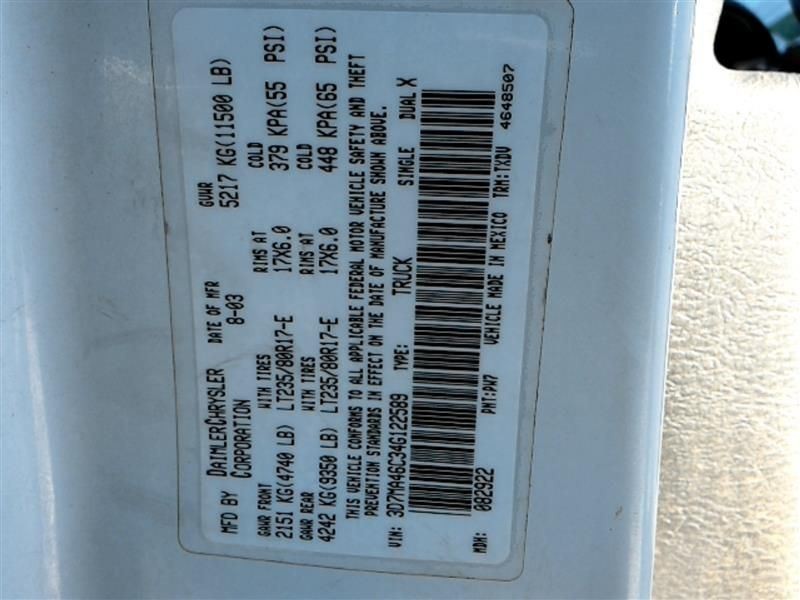 MFD BY DAIMLERCHRYSLER CORPORATION
DATE OF MFR 8-03
GVWR 5217 KG(11500 LB)
GAWR FRONT WITH TIRES RIMS AT COLD
2151 KG(4740 LB) LT235/80R17-E 17X6.0 379 KPA(55 PSI)
GAWR REAR WITH TIRES RIMS AT COLD
4242 KG(9350 LB) LT235/80R17-E 17X6.0 448 KPA(65 PSI)
THIS VEHICLE CONFORMS TO ALL APPLICABLE FEDERAL MOTOR VEHICLE SAFETY AND THEFT
PREVENTION STANDARDS IN EFFECT ON THE DATE OF MANUFACTURE SHOWN ABOVE.
VIN: 3D7MA46C34G122589 TYPE: TRUCK SINGLE DUAL X
MDH: 082922 PNT:PW7 VEHICLE MADE IN MEXICO TRM:TXDV 4648507